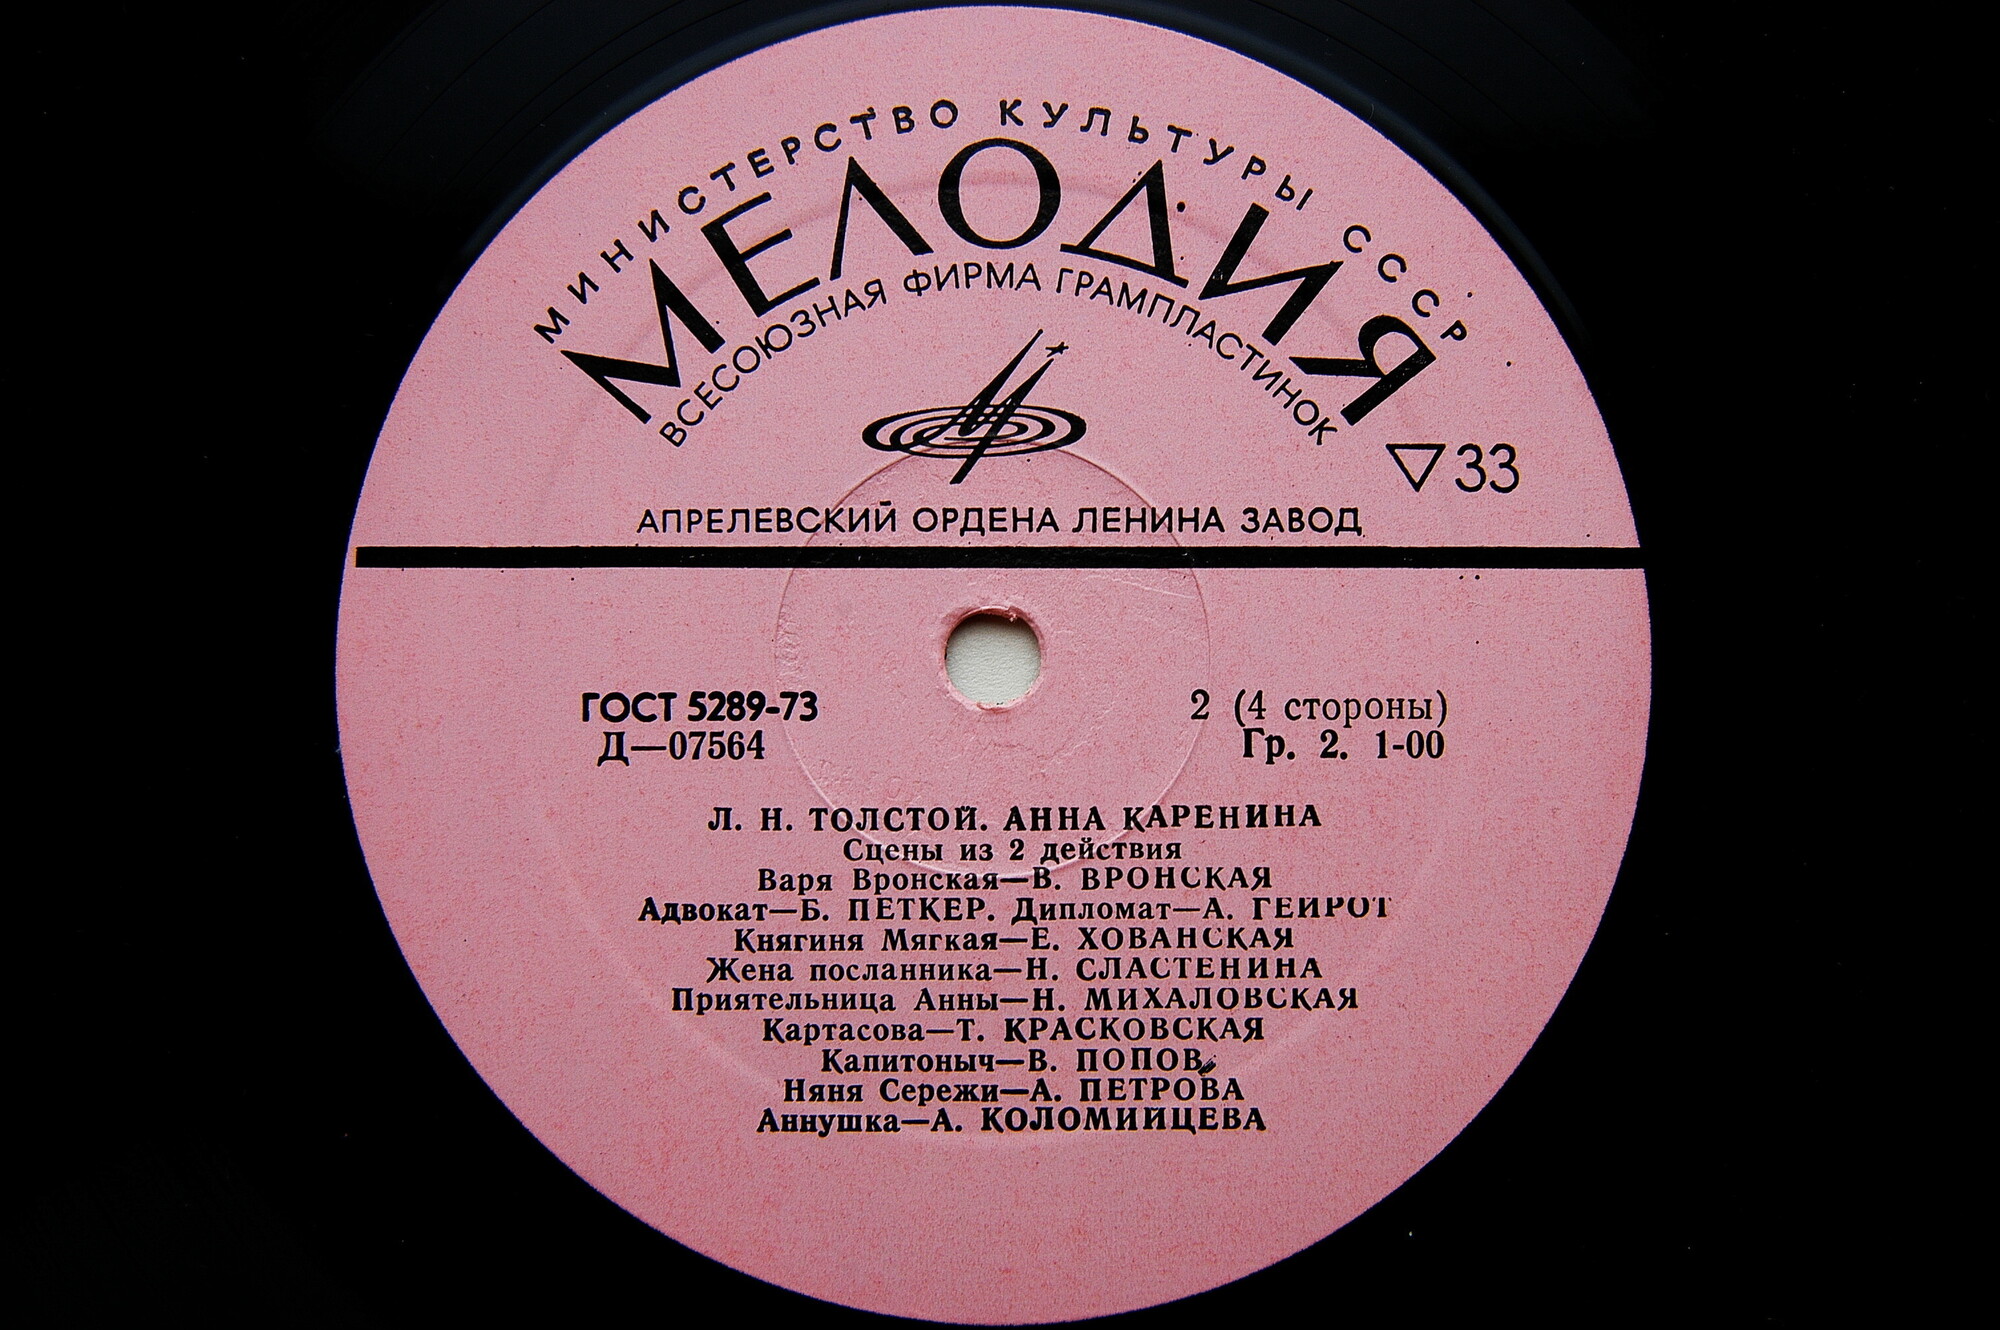 МИНИСТЕРСТВО КУЛЬТУРЫ СССР
МЕЛОДИЯ
ВСЕСОЮЗНАЯ ФИРМА ГРАМПЛАСТИНОК
33
АПРЕЛЕВСКИЙ ОРДЕНА ЛЕНИНА ЗАВОД
ГОСТ 5289-73
Д—07564
2 (4 стороны)
Гр. 2. 1-00
Л. Н. ТОЛСТОЙ. АННА КАРЕНИНА
Сцены из 2 действия
Варя Вронская—В. ВРОНСКАЯ
Адвокат—Б. ПЕТКЕР. Дипломат—А. ГЕЙРОТ
Княгиня Мягкая—Е. ХОВАНСКАЯ
Жена посланника—Н. СЛАСТЕНИНА
Приятельница Анны—Н. МИХАЛОВСКАЯ
Картасова—Т. КРАСКОВСКАЯ
Капитоныч—В. ПОПОВ,
Няня Сережи—А. ПЕТРОВА
Аннушка—А. КОЛОМИЙЦЕВА